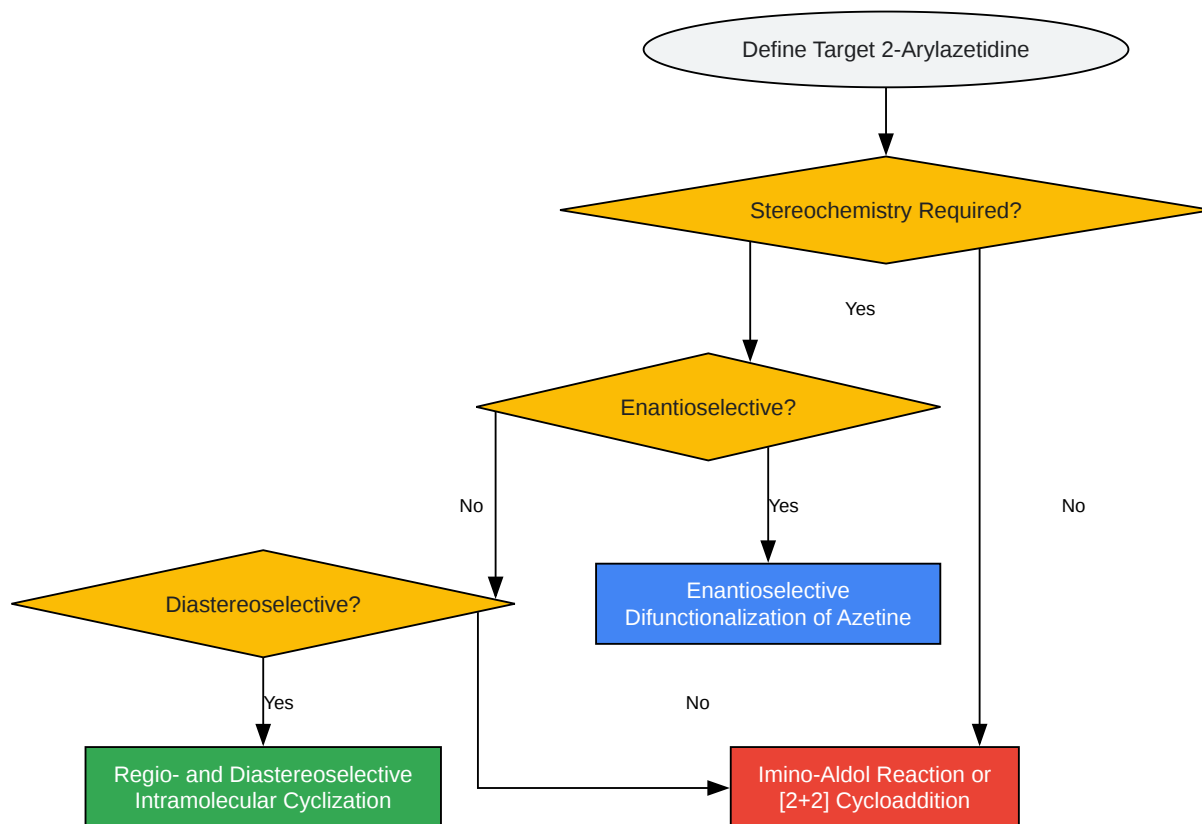 Define Target 2-Arylazetidine
Stereochemistry Required?
Yes
Enantioselective?
No
Yes
No
Enantioselective
Difunctionalization of Azetine
Diastereoselective?
Yes
No
Regio- and Diastereoselective
Intramolecular Cyclization
Imino-Aldol Reaction or
[2+2] Cycloaddition